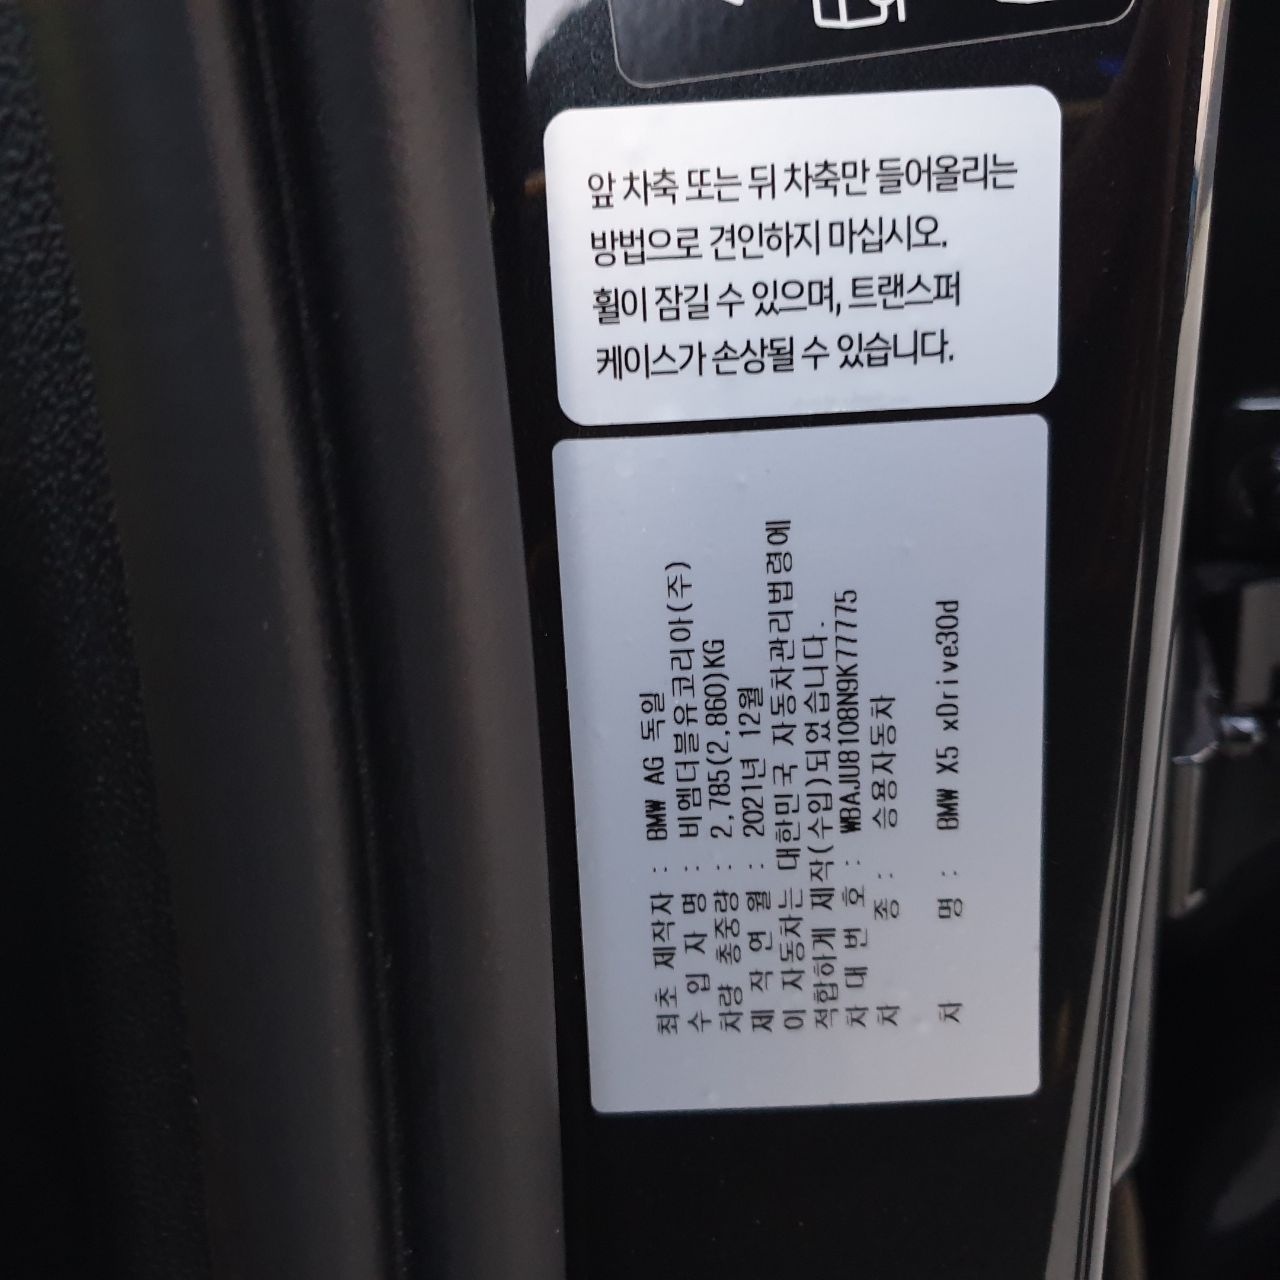 앞 차축 또는 뒤 차축만 들어올리는
방법으로 견인하지 마십시오.
휠이 잠길 수 있으며, 트랜스퍼
케이스가 손상될 수 있습니다.
최초 제작자 : BMW AG 독일
수 입 자 명 : 비엠더블유코리아(주)
차량 총중량 : 2,785(2,860)KG
제 작 연 월 : 2021년 12월
이 자동차는 대한민국 자동차관리법령에
적합하게 제작(수입)되었습니다.
차 대 번 호 : WBAJU8108N9K77775
차 종 : 승용자동차
차 명 : BMW X5 xDrive30d